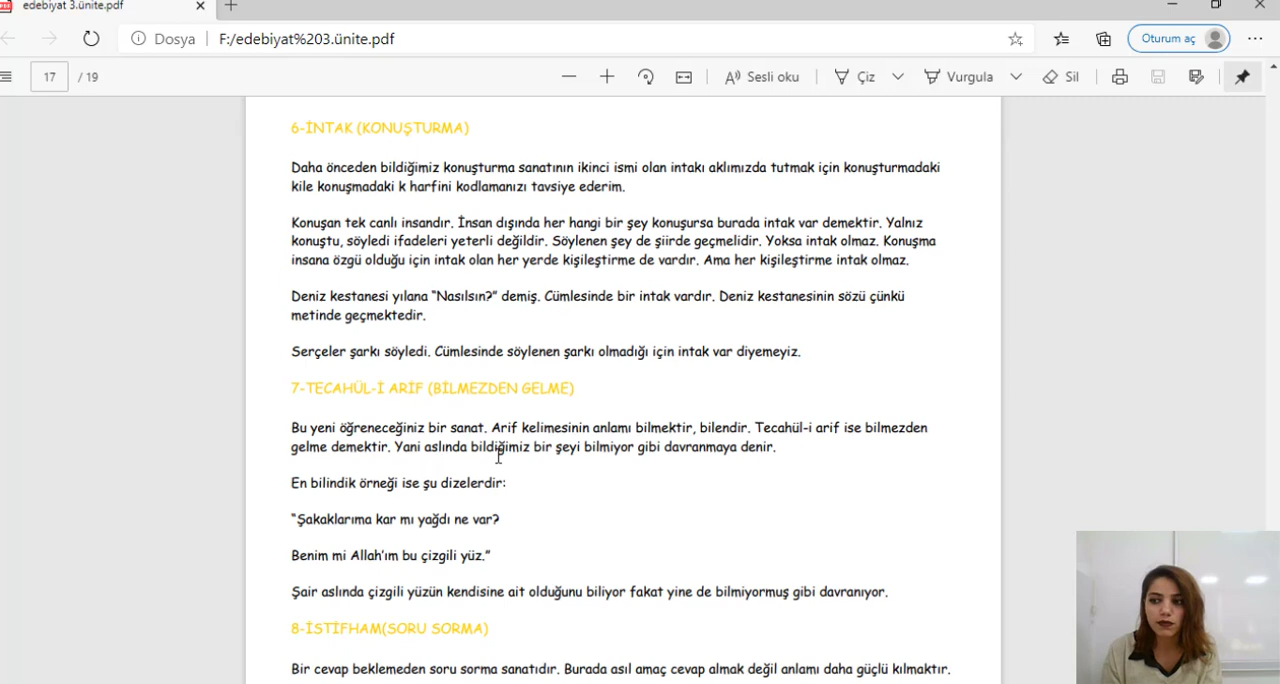 edebiyat 3.ünite.pdf
Dosya F:/edebiyat%203.ünite.pdf
Oturum aç
17 / 19
Sesli oku
Çiz
Vurgula
Sil
6-İNTAK (KONUŞTURMA)
Daha önceden bildiğimiz konuşturma sanatının ikinci ismi olan intakı aklımızda tutmak için konuşturmadaki
kile konuşmadaki k harfini kodlamanızı tavsiye ederim.
Konuşan tek canlı insandır. İnsan dışında her hangi bir şey konuşursa burada intak var demektir. Yalnız
konuştu, söyledi ifadeleri yeterli değildir. Söylenen şey de şiirde geçmelidir. Yoksa intak olmaz. Konuşma
insana özgü olduğu için intak olan her yerde kişileştirme de vardır. Ama her kişileştirme intak olmaz.
Deniz kestanesi yılana “Nasılsın?” demiş. Cümlesinde bir intak vardır. Deniz kestanesinin sözü çünkü
metinde geçmektedir.
Serçeler şarkı söyledi. Cümlesinde söylenen şarkı olmadığı için intak var diyemeyiz.
7-TECAHÜL-İ ARİF (BİLMEZDEN GELME)
Bu yeni öğreneceğiniz bir sanat. Arif kelimesinin anlamı bilmektir, bilendir. Tecahül-i arif ise bilmezden
gelme demektir. Yani aslında bildiğimiz bir şeyi bilmiyor gibi davranmaya denir.
En bilindik örneği ise şu dizelerdir:
“Şakaklarıma kar mı yağdı ne var?
Benim mi Allah’ım bu çizgili yüz.”
Şair aslında çizgili yüzün kendisine ait olduğunu biliyor fakat yine de bilmiyormuş gibi davranıyor.
8-İSTİFHAM(SORU SORMA)
Bir cevap beklemeden soru sorma sanatıdır. Burada asıl amaç cevap almak değil anlamı daha güçlü kılmaktır.